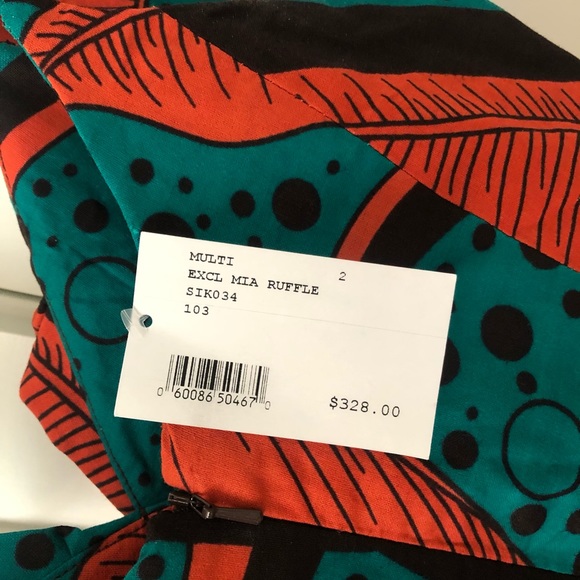 MULTI
2
EXCL MIA RUFFLE
SIK034
103
0 60086 50467 0
$328.00